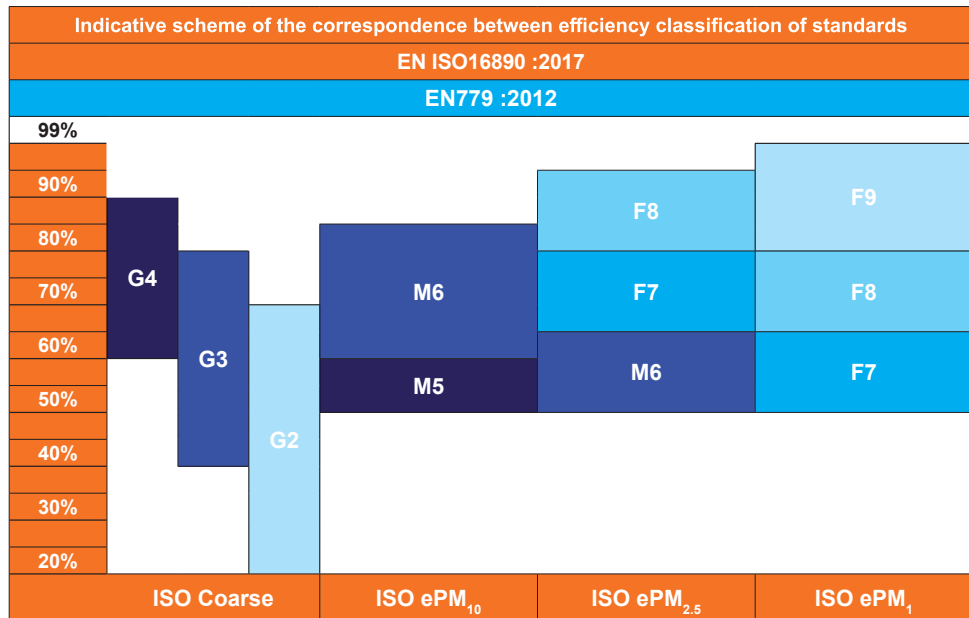 Indicative scheme of the correspondence between efficiency classification of standards
EN ISO16890 :2017
EN779 :2012
99%
90%
80%
70%
60%
50%
40%
30%
20%
G4
G3
G2
M6
M5
F8
F7
M6
F9
F8
F7
ISO Coarse
ISO ePM10
ISO ePM2.5
ISO ePM1